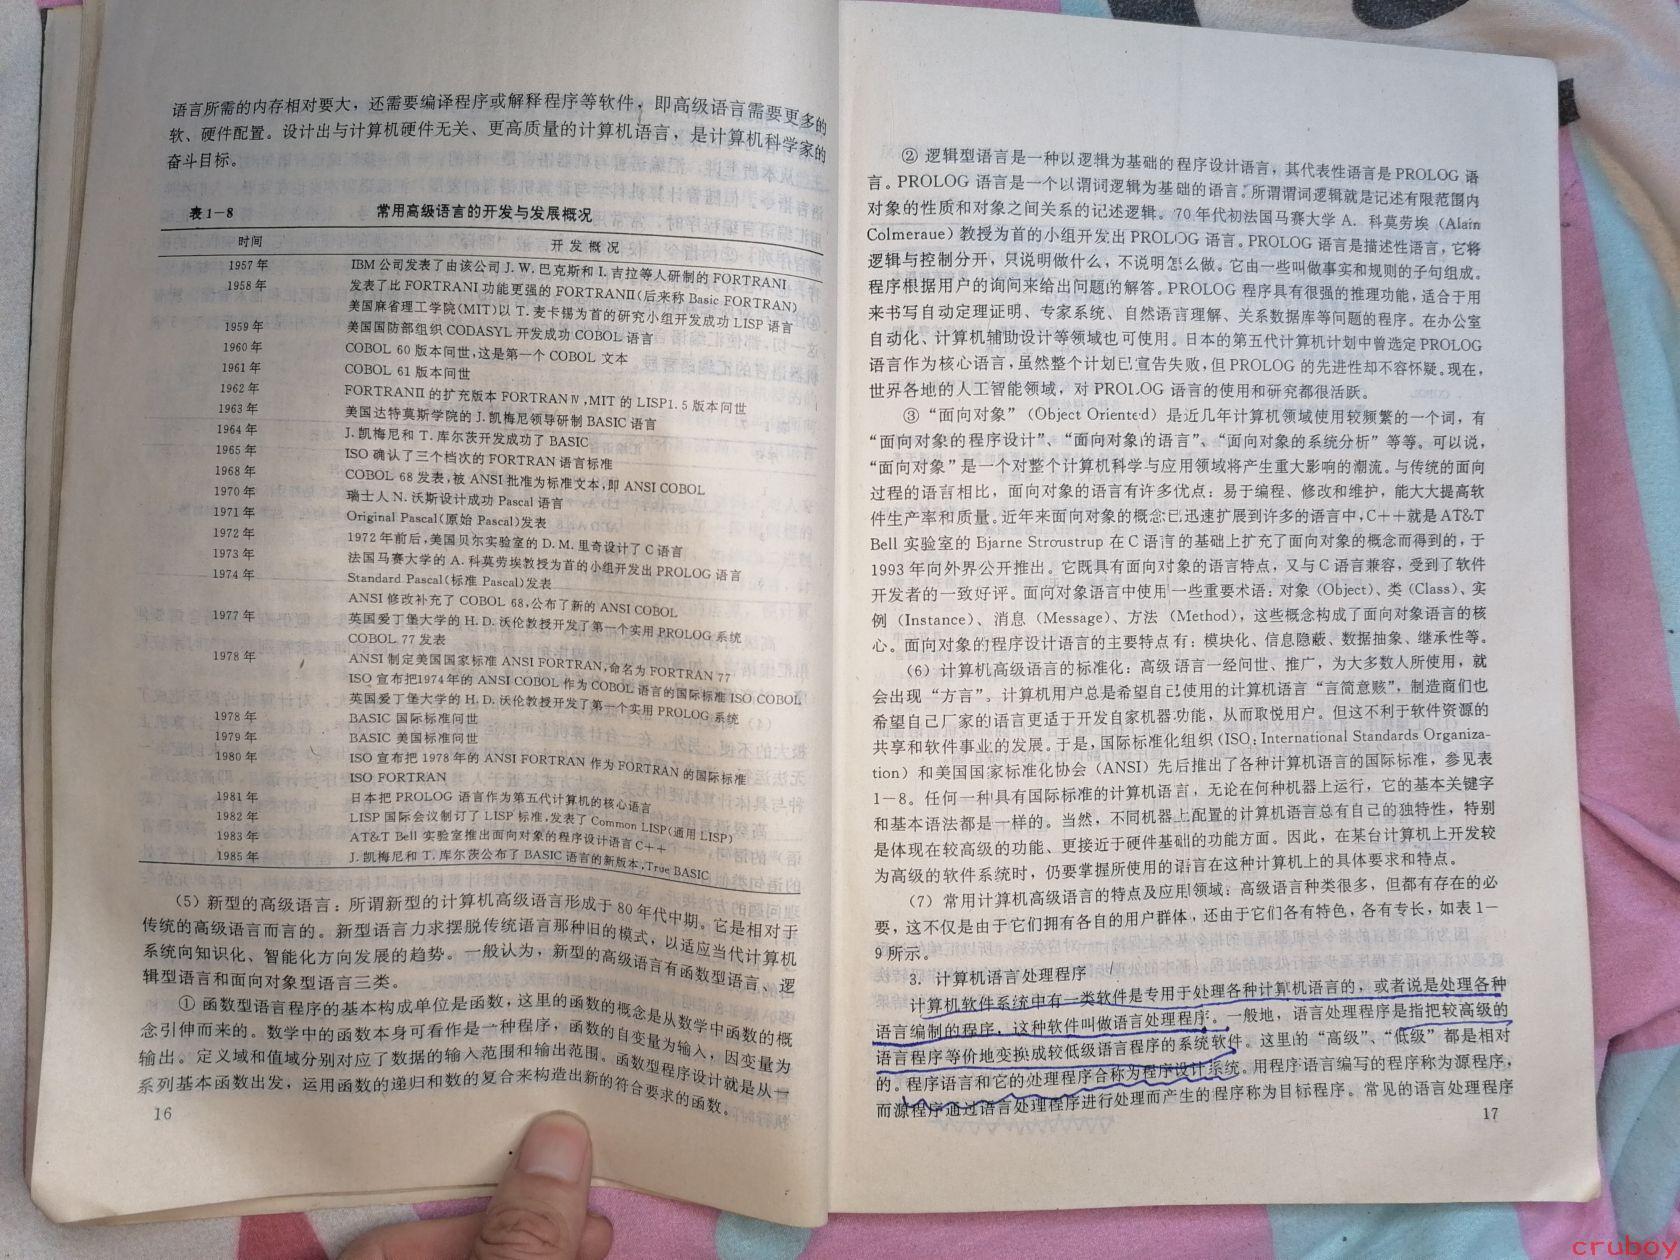 语言所需的内存相对要大，还需要编译程序或解释程序等软件，即高级语言需要更多的
软、硬件配置。设计出与计算机硬件无关、更高质量的计算机语言，是计算机科学家的
奋斗目标。
表1-8 常用高级语言的开发与发展概况
时间 开发概况
1957年 IBM公司发表了由该公司J.W.巴克斯和I.吉拉等人研制的FORTRANI
1958年 发表了比FORTRANI功能更强的FORTRANII(后来称Basic FORTRAN)
美国麻省理工学院(MIT)以T.麦卡锡为首的研究小组开发成功LISP语言
1959年 美国国防部组织CODASYL开发成功COBOL语言
1960年 COBOL 60版本问世,这是第一个COBOL文本
1961年 COBOL 61版本问世
1962年 FORTRANII的扩充版本FORTRANⅣ,MIT的LISP1.5版本问世
1963年 美国达特莫斯学院的J.凯梅尼领导研制BASIC语言
1964年 J.凯梅尼和T.库尔茨开发成功了BASIC
1965年 ISO确认了三个档次的FORTRAN语言标准
1968年 COBOL 68发表,被ANSI批准为标准文本,即ANSI COBOL
1970年 瑞士人N.沃斯设计成功Pascal语言
1971年 Original Pascal(原始Pascal)发表
1972年 1972年前后,美国贝尔实验室的D.M.里奇设计了C语言
1973年 法国马赛大学的A.科莫劳埃教授为首的小组开发出PROLOG语言
1974年 Standard Pascal(标准Pascal)发表
ANSI修改补充了COBOL 68,公布了新的ANSI COBOL
1977年 英国爱丁堡大学的H.D.沃伦教授开发了第一个实用PROLOG系统
COBOL 77发表
1978年 ANSI制定美国国家标准ANSI FORTRAN,命名为FORTRAN 77
ISO宣布把1974年的ANSI COBOL作为COBOL语言的国际标准ISO COBOL
英国爱丁堡大学的H.D.沃伦教授开发了第一个实用PROLOG系统
1978年 BASIC国际标准问世
1979年 BASIC美国标准问世
1980年 ISO宣布把1978年的ANSI FORTRAN作为FORTRAN的国际标准
ISO FORTRAN
1981年 日本把PROLOG语言作为第五代计算机的核心语言
1982年 LISP国际会议制订了LISP标准,发表了Common LISP(通用LISP)
1983年 AT&T Bell实验室推出面向对象的程序设计语言C++
1985年 J.凯梅尼和T.库尔茨公布了BASIC语言的新版本,True BASIC
(5) 新型的高级语言：所谓新型的计算机高级语言形成于80年代中期。它是相对于
传统的高级语言而言的。新型语言力求摆脱传统语言那种旧的模式，以适应当代计算机
系统向知识化、智能化方向发展的趋势。一般认为，新型的高级语言有函数型语言、逻
辑型语言和面向对象型语言三类。
① 函数型语言程序的基本构成单位是函数，这里的函数的概念是从数学中函数的概
念引伸而来的。数学中的函数本身可看作是一种程序，函数的自变量为输入，因变量为
输出。定义域和值域分别对应了数据的输入范围和输出范围。函数型程序设计就是从一
系列基本函数出发，运用函数的递归和数的复合来构造出新的符合要求的函数。
16
② 逻辑型语言是一种以逻辑为基础的程序设计语言，其代表性语言是PROLOG语
言。PROLOG语言是一个以谓词逻辑为基础的语言。所谓谓词逻辑就是记述有限范围内
对象的性质和对象之间关系的记述逻辑。70年代初法国马赛大学A．科莫劳埃（Alain
Colmeraue）教授为首的小组开发出PROLOG语言。PROLOG语言是描述性语言，它将
逻辑与控制分开，只说明做什么，不说明怎么做。它由一些叫做事实和规则的子句组成。
程序根据用户的询问来给出问题的解答。PROLOG程序具有很强的推理功能，适合于用
来书写自动定理证明、专家系统、自然语言理解、关系数据库等问题的程序。在办公室
自动化、计算机辅助设计等领域也可使用。日本的第五代计算机计划中曾选定PROLOG
语言作为核心语言，虽然整个计划已宣告失败，但PROLOG的先进性却不容怀疑。现在，
世界各地的人工智能领域，对PROLOG语言的使用和研究都很活跃。
③ “面向对象”（Object Oriented）是近几年计算机领域使用较频繁的一个词，有
“面向对象的程序设计”、“面向对象的语言”、“面向对象的系统分析”等等。可以说，
“面向对象”是一个对整个计算机科学与应用领域将产生重大影响的潮流。与传统的面向
过程的语言相比，面向对象的语言有许多优点：易于编程、修改和维护，能大大提高软
件生产率和质量。近年来面向对象的概念已迅速扩展到许多的语言中，C++就是AT&T
Bell实验室的Bjarne Stroustrup在C语言的基础上扩充了面向对象的概念而得到的，于
1993年向外界公开推出。它既具有面向对象的语言特点，又与C语言兼容，受到了软件
开发者的一致好评。面向对象语言中使用一些重要术语：对象（Object）、类（Class）、实
例（Instance）、消息（Message）、方法（Method），这些概念构成了面向对象语言的核
心。面向对象的程序设计语言的主要特点有：模块化、信息隐蔽、数据抽象、继承性等。
(6) 计算机高级语言的标准化：高级语言一经问世、推广，为大多数人所使用，就
会出现“方言”。计算机用户总是希望自己使用的计算机语言“言简意赅”，制造商们也
希望自己厂家的语言更适于开发自家机器功能，从而取悦用户。但这不利于软件资源的
共享和软件事业的发展。于是，国际标准化组织（ISO：International Standards Organiza-
tion）和美国国家标准化协会（ANSI）先后推出了各种计算机语言的国际标准，参见表
1－8。任何一种具有国际标准的计算机语言，无论在何种机器上运行，它的基本关键字
和基本语法都是一样的。当然，不同机器上配置的计算机语言总有自己的独特性，特别
是体现在较高级的功能、更接近于硬件基础的功能方面。因此，在某台计算机上开发较
为高级的软件系统时，仍要掌握所使用的语言在这种计算机上的具体要求和特点。
(7) 常用计算机高级语言的特点及应用领域：高级语言种类很多，但都有存在的必
要，这不仅是由于它们拥有各自的用户群体，还由于它们各有特色，各有专长，如表1－
9所示。
3．计算机语言处理程序
计算机软件系统中有一类软件是专用于处理各种计算机语言的，或者说是处理各种
语言编制的程序，这种软件叫做语言处理程序。一般地，语言处理程序是指把较高级的
语言程序等价地变换成较低级语言程序的系统软件。这里的“高级”、“低级”都是相对
的。程序语言和它的处理程序合称为程序设计系统。用程序语言编写的程序称为源程序，
而源程序通过语言处理程序进行处理而产生的程序称为目标程序。常见的语言处理程序
17
cruboy